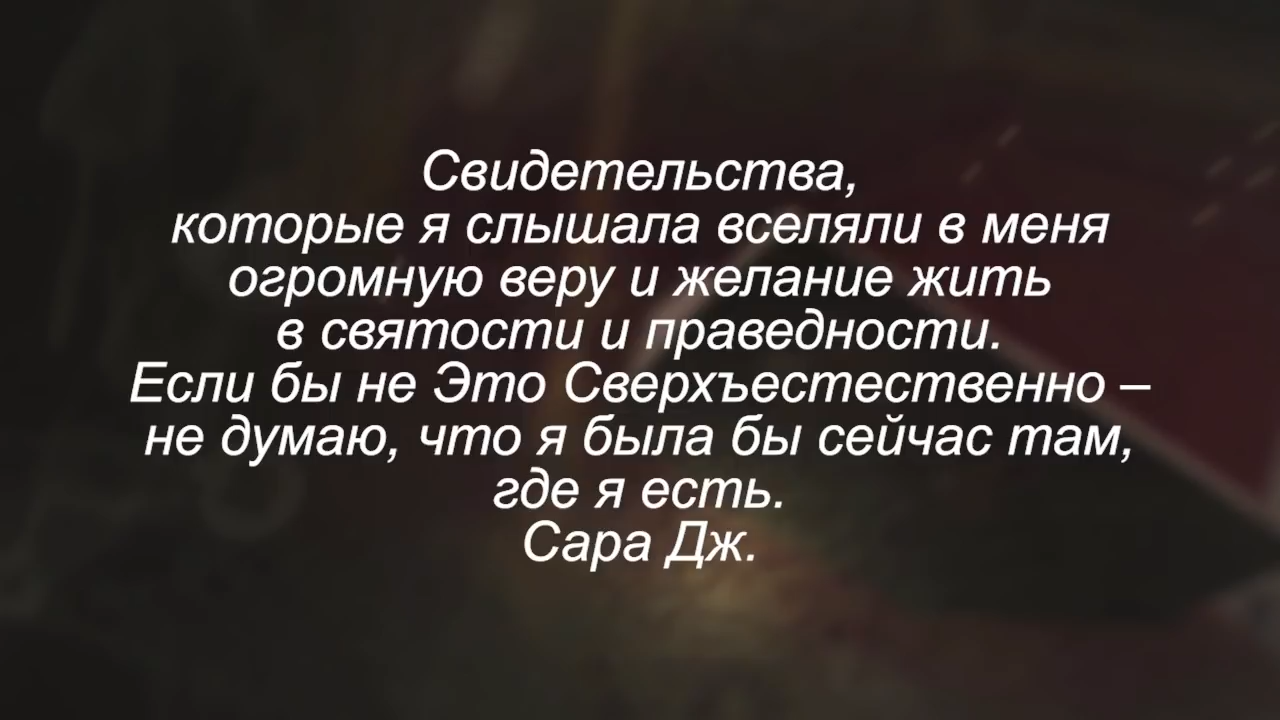 Свидетельства,
которые я слышала вселяли в меня
огромную веру и желание жить
в святости и праведности.
Если бы не Это Сверхъестественно –
не думаю, что я была бы сейчас там,
где я есть.
Сара Дж.